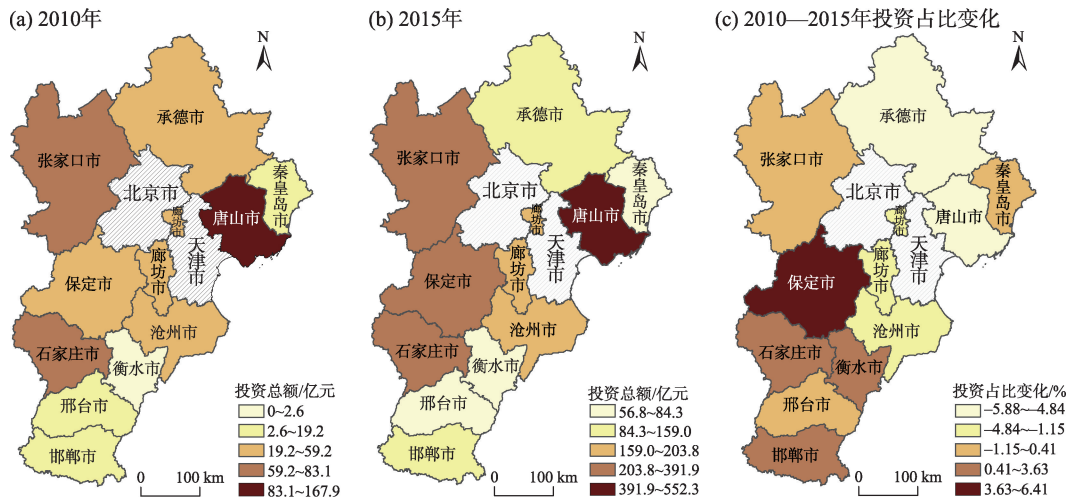 (a) 2010年
N
承德市
张家口市
北京市
秦皇岛市
唐山市
廊坊市
天津市
廊坊市
保定市
沧州市
石家庄市
衡水市
邢台市
邯郸市
投资总额/亿元
0~2.6
2.6~19.2
19.2~59.2
59.2~83.1
83.1~167.9
0 100 km
(b) 2015年
N
承德市
张家口市
北京市
秦皇岛市
唐山市
廊坊市
天津市
廊坊市
保定市
沧州市
石家庄市
衡水市
邢台市
邯郸市
投资总额/亿元
56.8~84.3
84.3~159.0
159.0~203.8
203.8~391.9
391.9~552.3
0 100 km
(c) 2010—2015年投资占比变化
N
承德市
张家口市
北京市
秦皇岛市
唐山市
廊坊市
天津市
廊坊市
保定市
沧州市
石家庄市
衡水市
邢台市
邯郸市
投资占比变化/%
–5.88~–4.84
–4.84~–1.15
–1.15~0.41
0.41~3.63
3.63~6.41
0 100 km